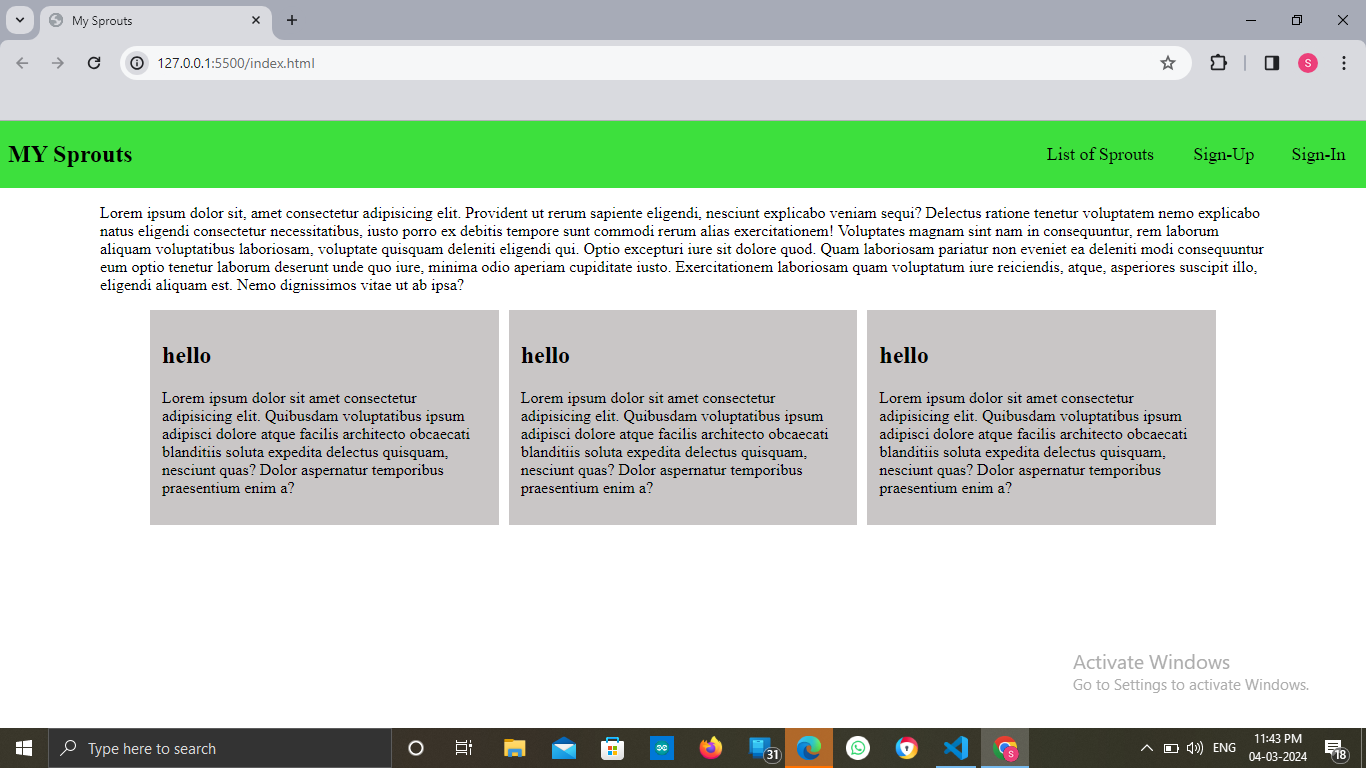 My Sprouts
127.0.0.1:5500/index.html
S
MY Sprouts
List of Sprouts Sign-Up Sign-In
Lorem ipsum dolor sit, amet consectetur adipisicing elit. Provident ut rerum sapiente eligendi, nesciunt explicabo veniam sequi? Delectus ratione tenetur voluptatem nemo explicabo
natus eligendi consectetur necessitatibus, iusto porro ex debitis tempore sunt commodi rerum alias exercitationem! Voluptates magnam sint nam in consequuntur, rem laborum
aliquam voluptatibus laboriosam, voluptate quisquam deleniti eligendi qui. Optio excepturi iure sit dolore quod. Quam laboriosam pariatur non eveniet ea deleniti modi consequuntur
eum optio tenetur laborum deserunt unde quo iure, minima odio aperiam cupiditate iusto. Exercitationem laboriosam quam voluptatum iure reiciendis, atque, asperiores suscipit illo,
eligendi aliquam est. Nemo dignissimos vitae ut ab ipsa?
hello
Lorem ipsum dolor sit amet consectetur
adipisicing elit. Quibusdam voluptatibus ipsum
adipisci dolore atque facilis architecto obcaecati
blanditiis soluta expedita delectus quisquam,
nesciunt quas? Dolor aspernatur temporibus
praesentium enim a?
hello
Lorem ipsum dolor sit amet consectetur
adipisicing elit. Quibusdam voluptatibus ipsum
adipisci dolore atque facilis architecto obcaecati
blanditiis soluta expedita delectus quisquam,
nesciunt quas? Dolor aspernatur temporibus
praesentium enim a?
hello
Lorem ipsum dolor sit amet consectetur
adipisicing elit. Quibusdam voluptatibus ipsum
adipisci dolore atque facilis architecto obcaecati
blanditiis soluta expedita delectus quisquam,
nesciunt quas? Dolor aspernatur temporibus
praesentium enim a?
Activate Windows
Go to Settings to activate Windows.
Type here to search
31
S
ENG
11:43 PM
04-03-2024
18